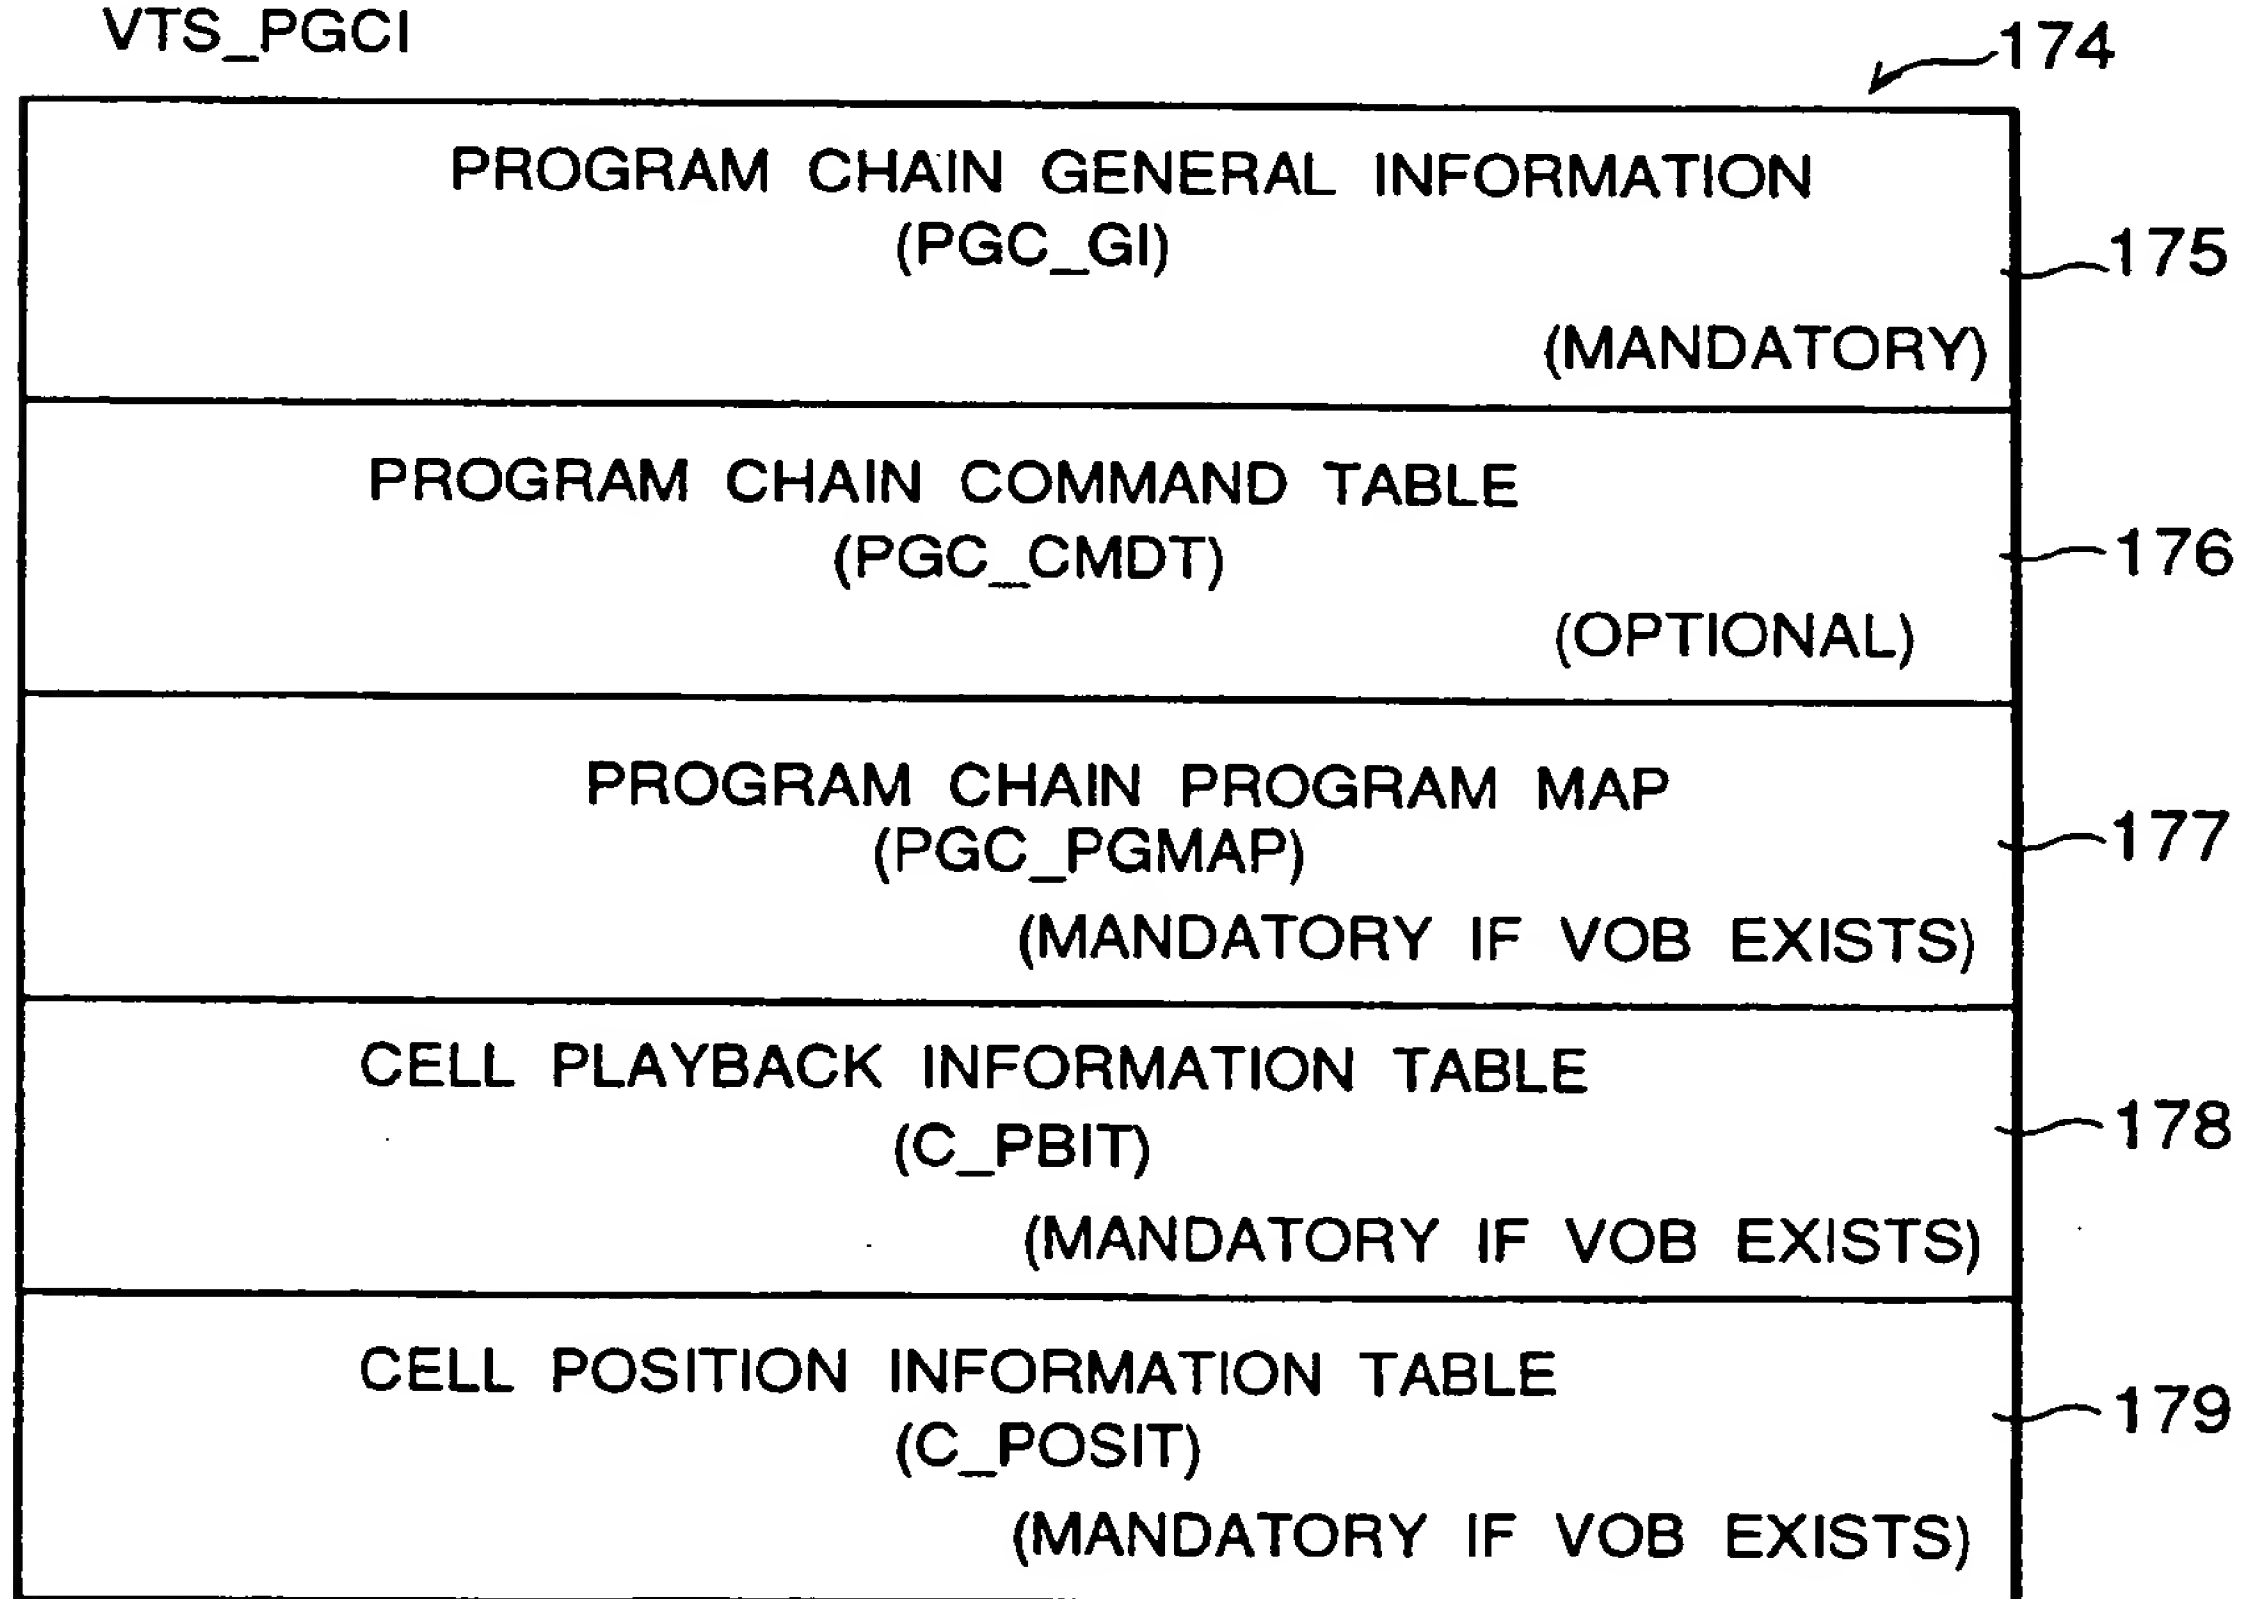 VTS_PGCI
174
PROGRAM CHAIN GENERAL INFORMATION
(PGC_GI)
175
(MANDATORY)
PROGRAM CHAIN COMMAND TABLE
(PGC_CMDT)
176
(OPTIONAL)
PROGRAM CHAIN PROGRAM MAP
(PGC_PGMAP)
177
(MANDATORY IF VOB EXISTS)
CELL PLAYBACK INFORMATION TABLE
(C_PBIT)
178
(MANDATORY IF VOB EXISTS)
CELL POSITION INFORMATION TABLE
(C_POSIT)
179
(MANDATORY IF VOB EXISTS)